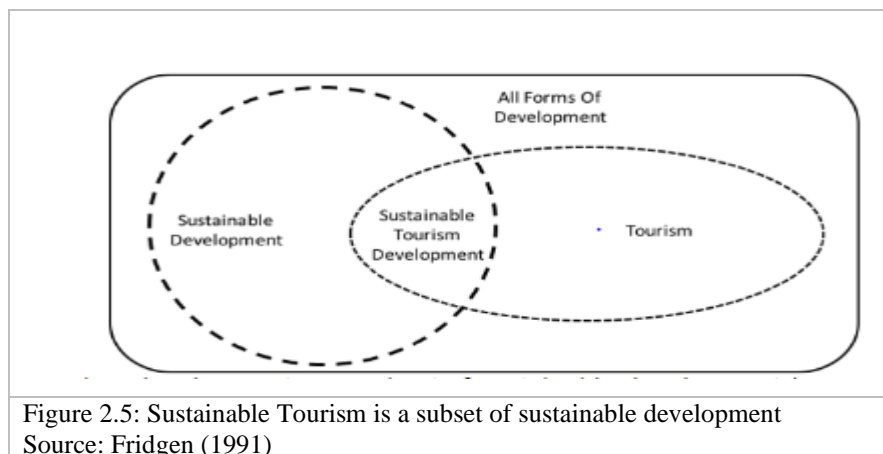 All Forms Of
Development
Sustainable
Development
Sustainable
Tourism
Development
Tourism
Figure 2.5: Sustainable Tourism is a subset of sustainable development
Source: Fridgen (1991)